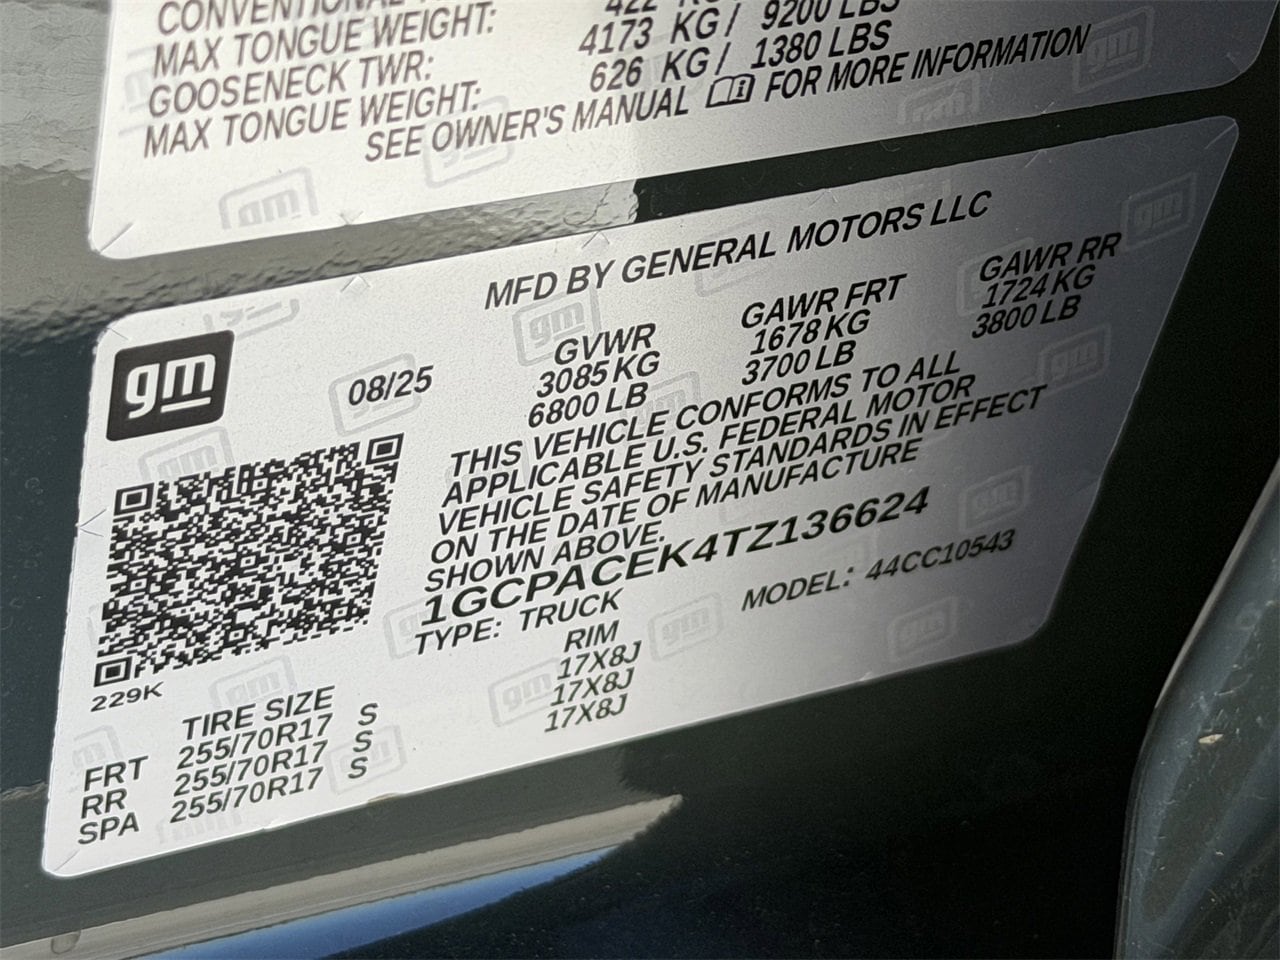 CONVENTIONAL
MAX TONGUE WEIGHT: 422
GOOSENECK TWR: 4173 KG / 9200 LBS
MAX TONGUE WEIGHT: 626 KG / 1380 LBS
SEE OWNER'S MANUAL FOR MORE INFORMATION
gm
MFD BY GENERAL MOTORS LLC
08/25
GVWR GAWR FRT GAWR RR
3085 KG 1678 KG 1724 KG
6800 LB 3700 LB 3800 LB
THIS VEHICLE CONFORMS TO ALL
APPLICABLE U.S. FEDERAL MOTOR
VEHICLE SAFETY STANDARDS IN EFFECT
ON THE DATE OF MANUFACTURE
SHOWN ABOVE.
1GCPACEK4TZ136624
TYPE: TRUCK MODEL: 44CC10543
229K
TIRE SIZE RIM
FRT 255/70R17 S 17X8J
RR 255/70R17 S 17X8J
SPA 255/70R17 S 17X8J